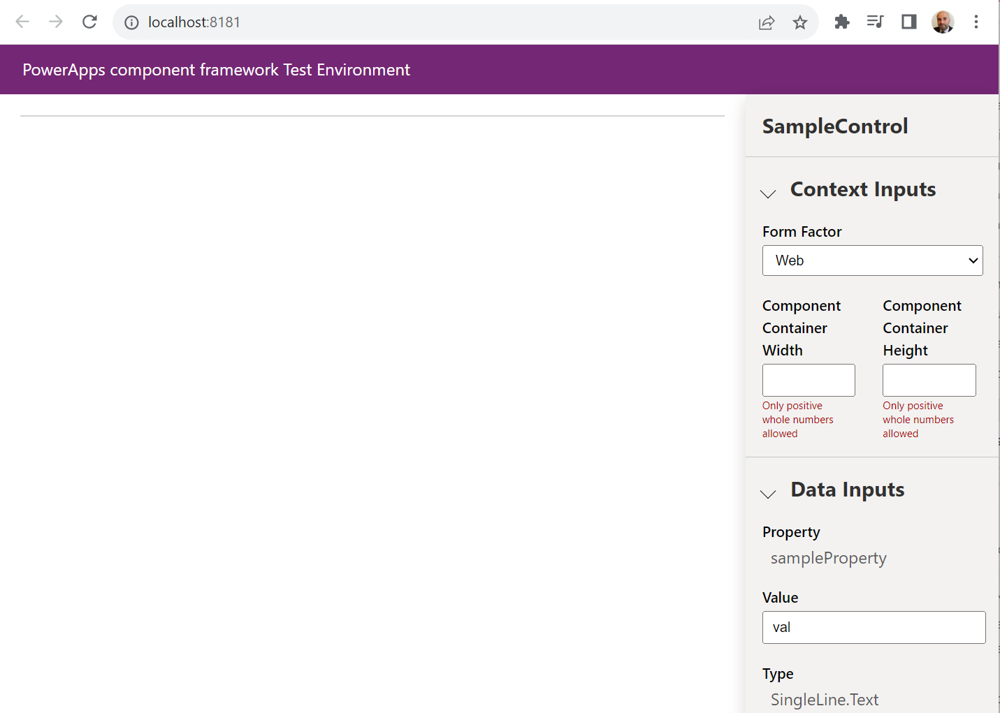 localhost:8181
PowerApps component framework Test Environment
SampleControl
Context Inputs
Form Factor
Web
Component
Container
Width
Component
Container
Height
Only positive
whole numbers
allowed
Only positive
whole numbers
allowed
Data Inputs
Property
sampleProperty
Value
val
Type
SingleLine.Text